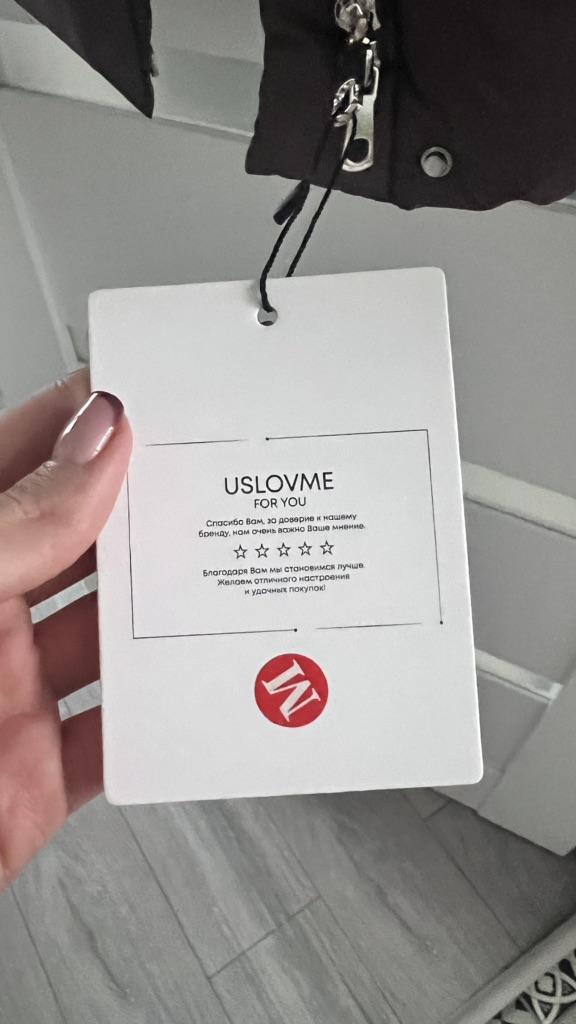 USLOVME
FOR YOU
Спасибо Вам, за доверие к нашему
бренду, нам очень важно Ваше мнение.
Благодаря Вам мы становимся лучше.
Желаем отличного настроения
и удачных покупок!
M